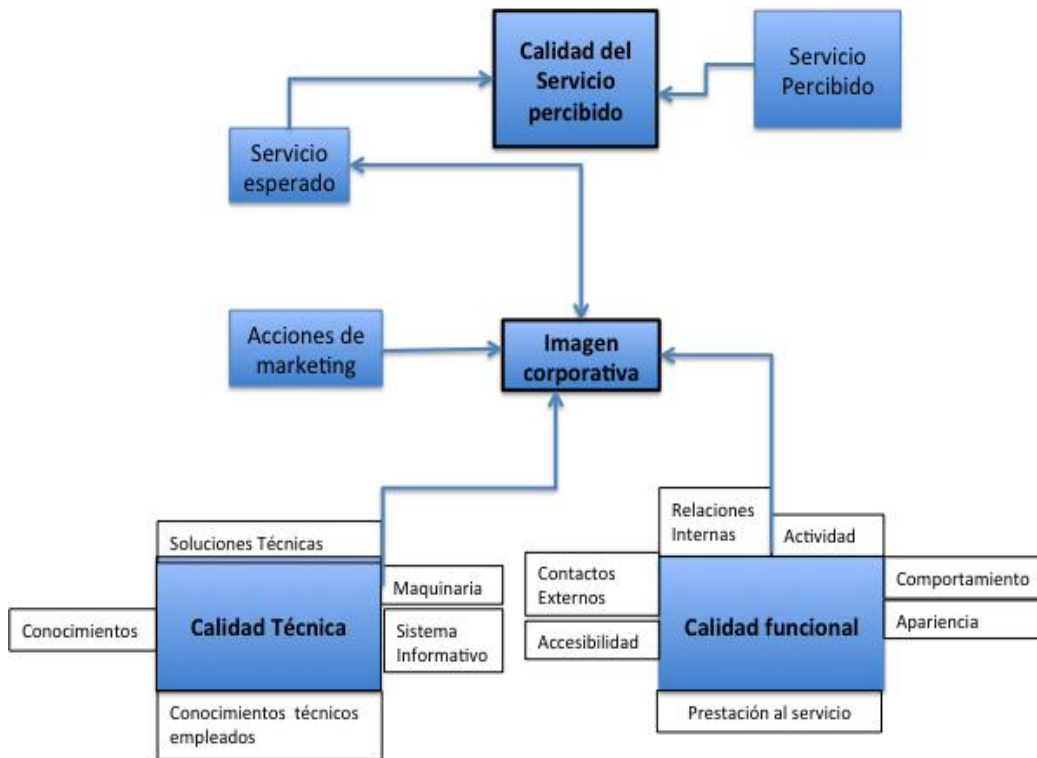 Calidad del
Servicio
percibido
Servicio
Percibido
Servicio
esperado
Acciones de
marketing
Imagen
corporativa
Soluciones Técnicas
Maquinaria
Conocimientos
Calidad Técnica
Sistema
Informativo
Conocimientos técnicos
empleados
Relaciones
Internas
Actividad
Contactos
Externos
Comportamiento
Accesibilidad
Calidad funcional
Apariencia
Prestación al servicio